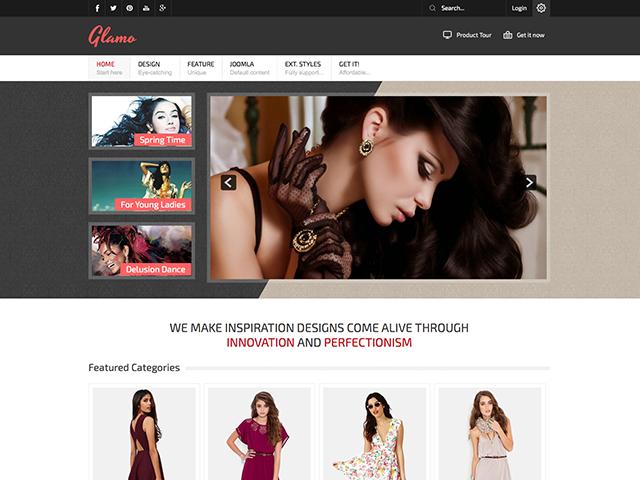 Search...
Login
Glamo
Product Tour
Get it now
HOME
Start here
DESIGN
Eye-catching
FEATURE
Unique
JOOMLA
Default content
EXT. STYLES
Fully support...
GET IT!
Affordable...
Spring Time
For Young Ladies
Delusion Dance
WE MAKE INSPIRATION DESIGNS COME ALIVE THROUGH
INNOVATION AND PERFECTIONISM
Featured Categories